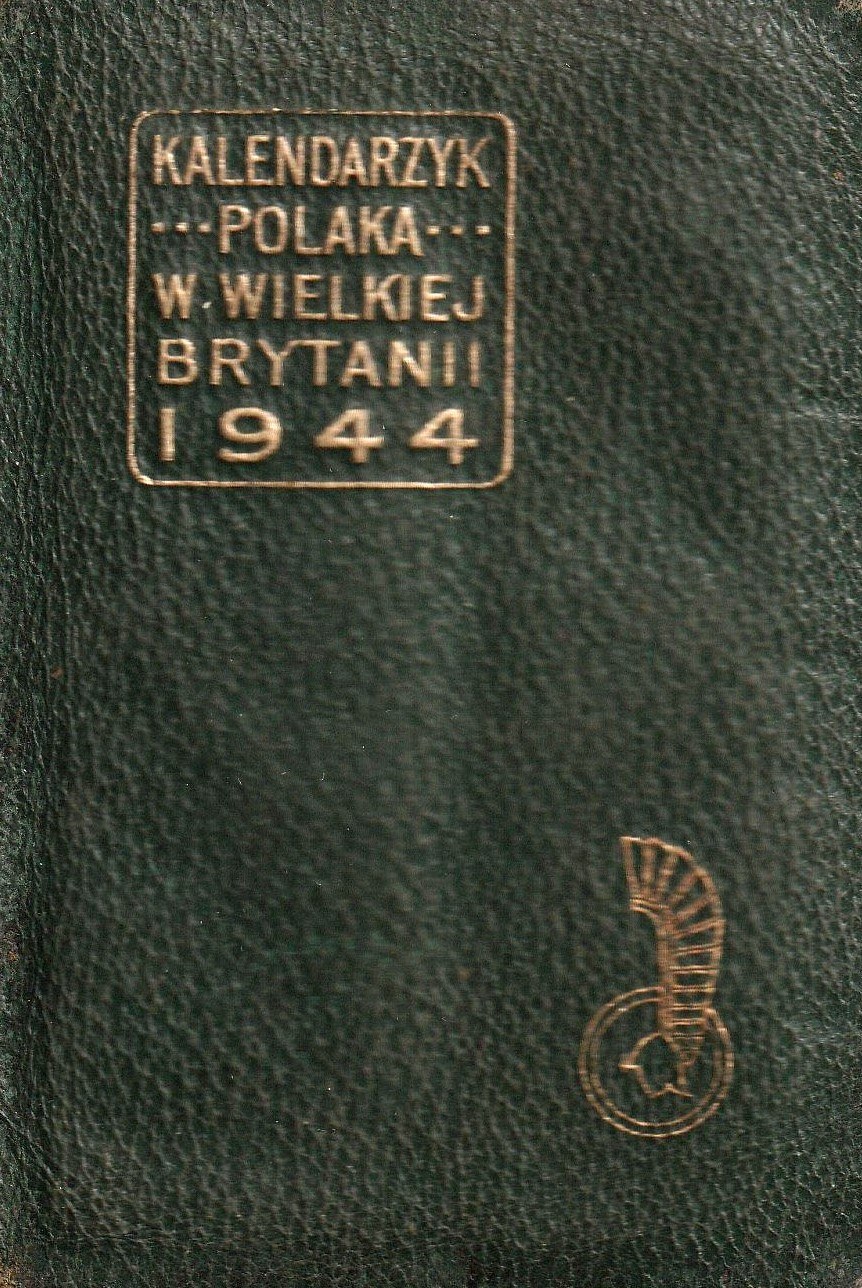 KALENDARZYK
···POLAKA···
W WIELKIEJ
BRYTANII
1944